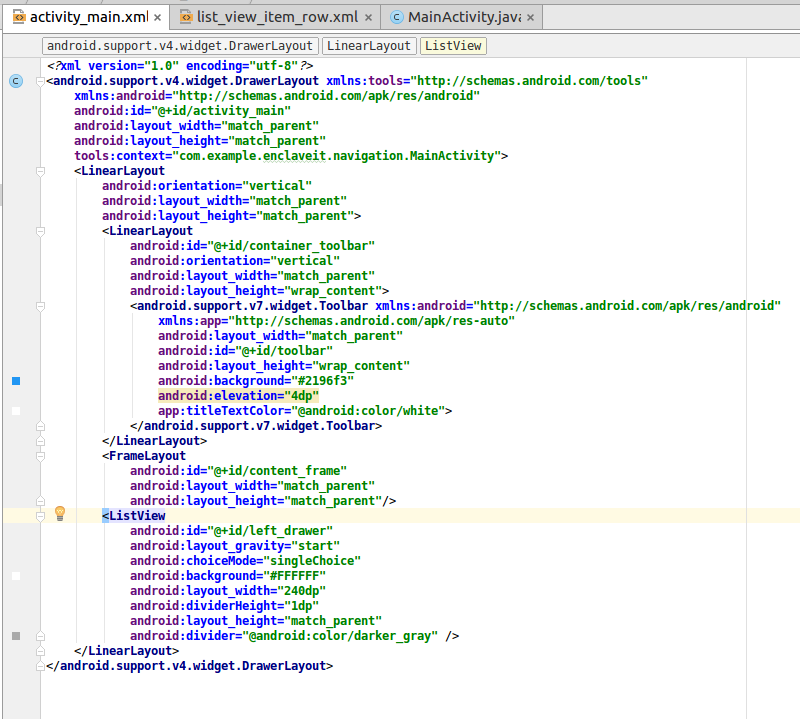 activity_main.xml × list_view_item_row.xml × MainActivity.java ×
android.support.v4.widget.DrawerLayout LinearLayout ListView
<?xml version="1.0" encoding="utf-8"?>
<android.support.v4.widget.DrawerLayout xmlns:tools="http://schemas.android.com/tools"
    xmlns:android="http://schemas.android.com/apk/res/android"
    android:id="@+id/activity_main"
    android:layout_width="match_parent"
    android:layout_height="match_parent"
    tools:context="com.example.enclaveit.navigation.MainActivity">
    <LinearLayout
        android:orientation="vertical"
        android:layout_width="match_parent"
        android:layout_height="match_parent">
        <LinearLayout
            android:id="@+id/container_toolbar"
            android:orientation="vertical"
            android:layout_width="match_parent"
            android:layout_height="wrap_content">
            <android.support.v7.widget.Toolbar xmlns:android="http://schemas.android.com/apk/res/android"
                xmlns:app="http://schemas.android.com/apk/res-auto"
                android:layout_width="match_parent"
                android:id="@+id/toolbar"
                android:layout_height="wrap_content"
                android:background="#2196f3"
                android:elevation="4dp"
                app:titleTextColor="@android:color/white">
            </android.support.v7.widget.Toolbar>
        </LinearLayout>
        <FrameLayout
            android:id="@+id/content_frame"
            android:layout_width="match_parent"
            android:layout_height="match_parent"/>
        <ListView
            android:id="@+id/left_drawer"
            android:layout_gravity="start"
            android:choiceMode="singleChoice"
            android:background="#FFFFFF"
            android:layout_width="240dp"
            android:dividerHeight="1dp"
            android:layout_height="match_parent"
            android:divider="@android:color/darker_gray" />
    </LinearLayout>
</android.support.v4.widget.DrawerLayout>